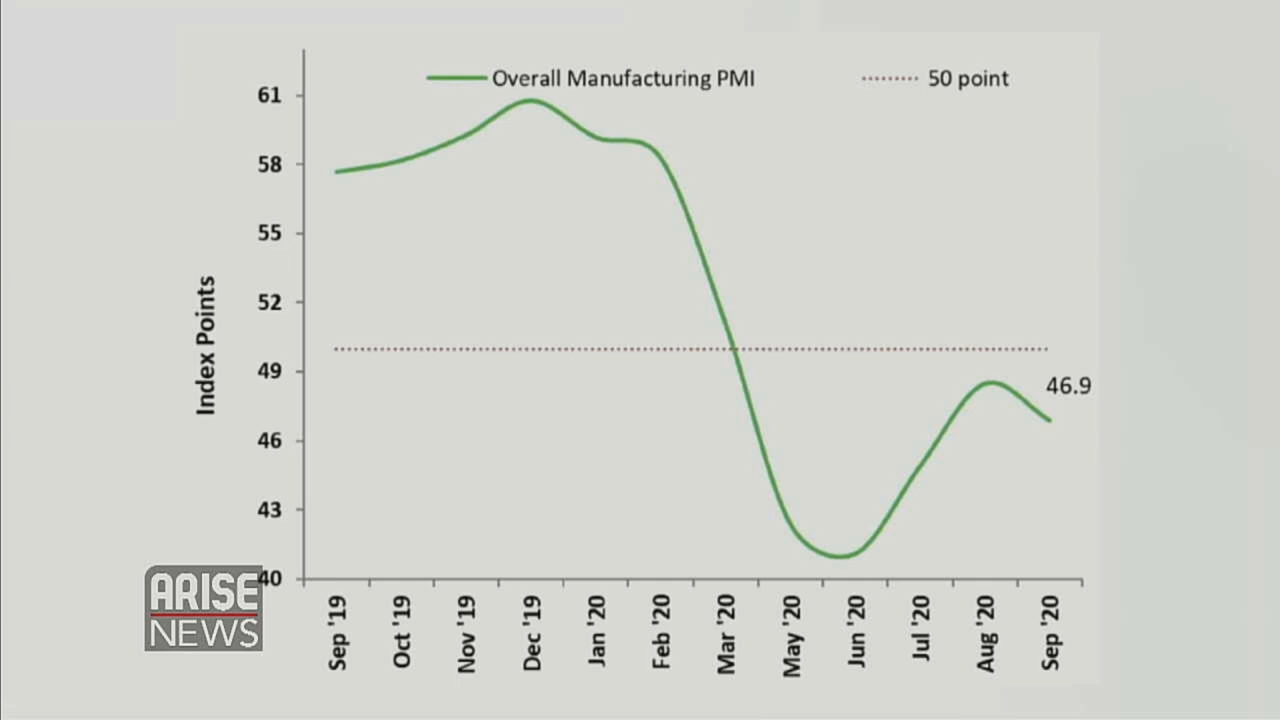 Overall Manufacturing PMI
50 point
61
58
55
52
49
46
43
40
Index Points
46.9
Sep '19
Oct '19
Nov '19
Dec '19
Jan '20
Feb '20
Mar '20
May '20
Jun '20
Jul '20
Aug '20
Sep '20
ARISE
NEWS